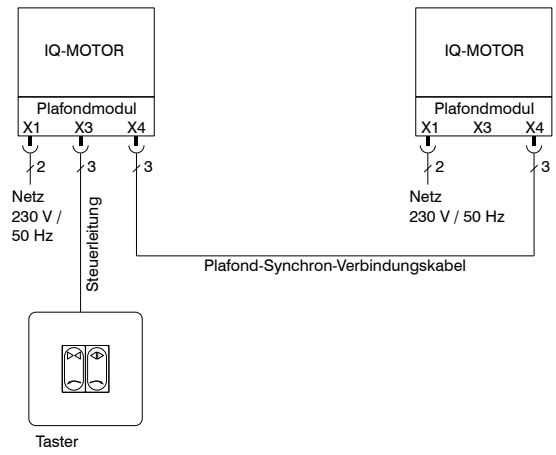 IQ-MOTOR
Plafondmodul
X1 X3 X4
2
3
3
Netz
230 V /
50 Hz
Steuerleitung
IQ-MOTOR
Plafondmodul
X1 X3 X4
2
3
Netz
230 V / 50 Hz
Plafond-Synchron-Verbindungskabel
Taster